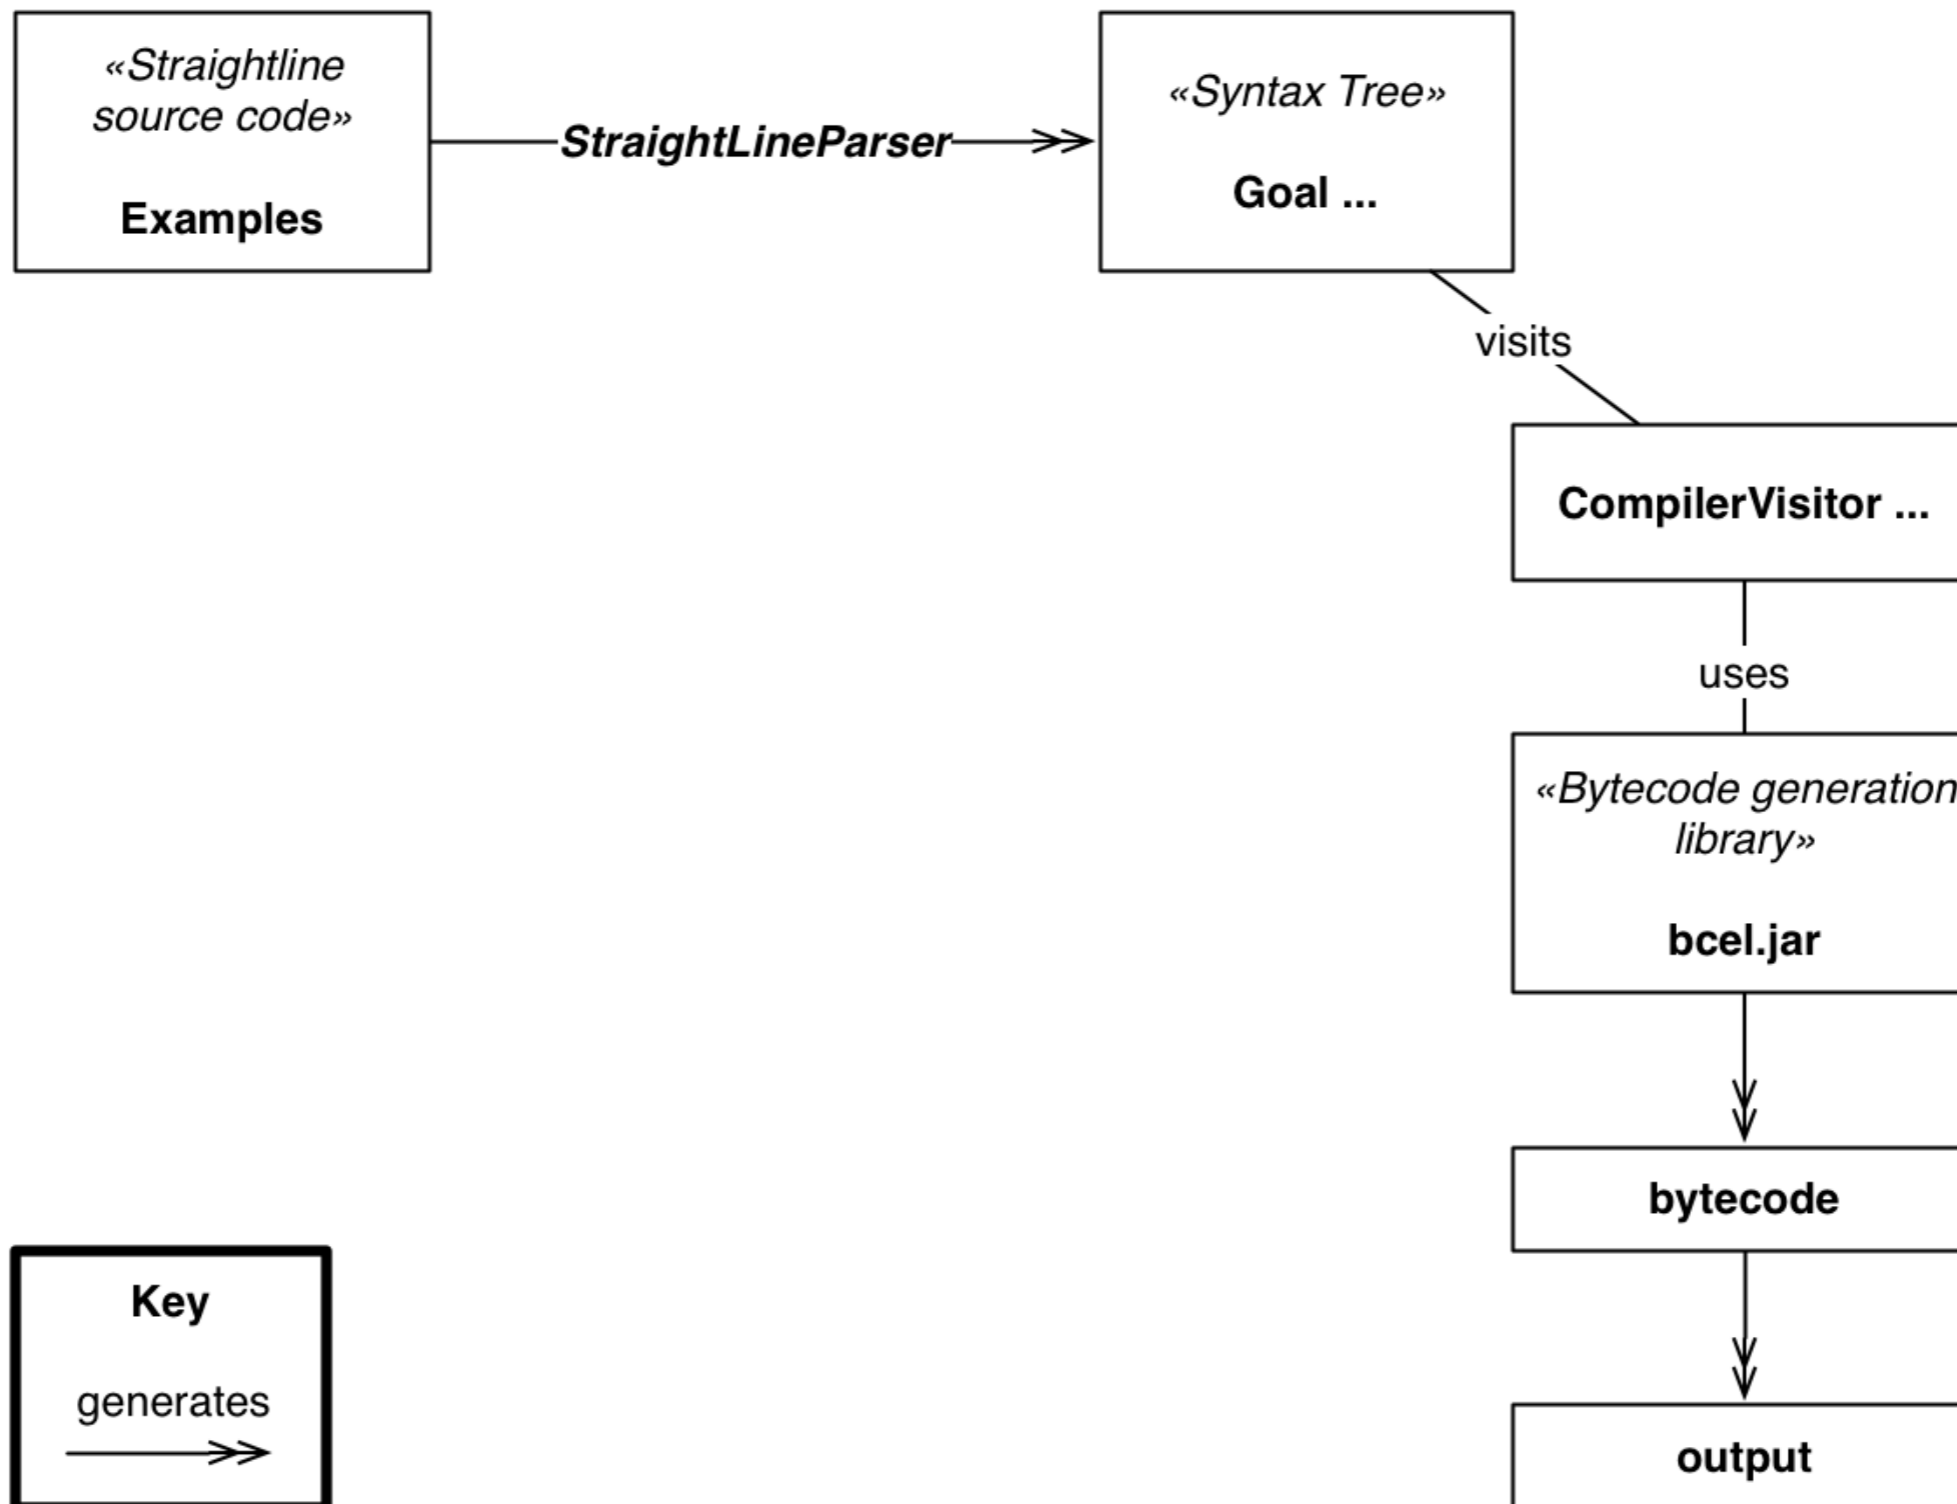 «Straightline
source code»
Examples
StraightLineParser
«Syntax Tree»
Goal ...
visits
CompilerVisitor ...
uses
«Bytecode generation
library»
bcel.jar
bytecode
output
Key
generates